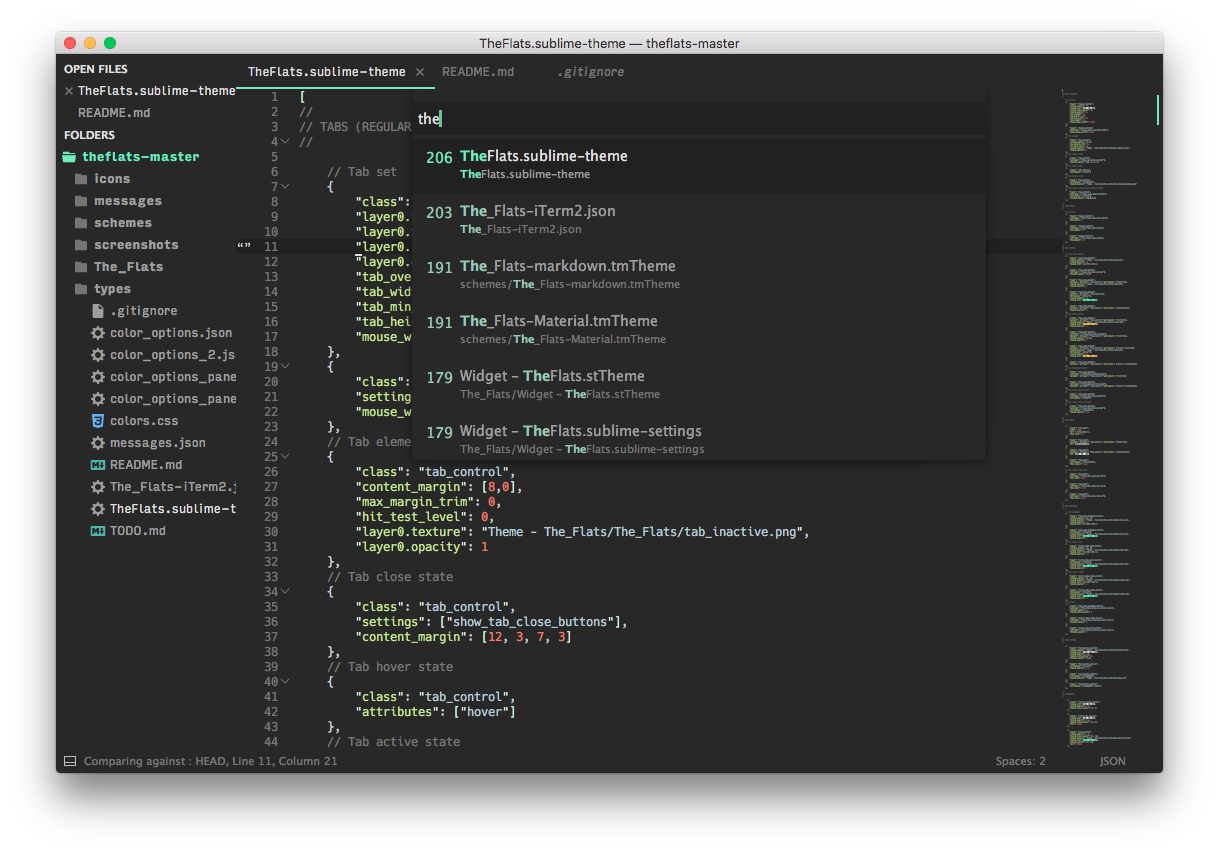 TheFlats.sublime-theme — theflats-master
OPEN FILES
TheFlats.sublime-theme
README.md
FOLDERS
theflats-master
icons
messages
schemes
screenshots
The_Flats
types
.gitignore
color_options.json
color_options_2.js
color_options_pane
color_options_pane
colors.css
messages.json
README.md
The_Flats-iTerm2.j
TheFlats.sublime-t
TODO.md
TheFlats.sublime-theme × README.md .gitignore
1 [
2 //
3 // TABS (REGULAR
4 //
5
6 // Tab set
7 {
8 "class":
9 "layer0.
10 "layer0.
“” 11 "layer0.
12 "layer0.
13 "tab_ove
14 "tab_wid
15 "tab_min
16 "tab_hei
17 "mouse_w
18 },
19 {
20 "class":
21 "setting
22 "mouse_w
23 },
24 // Tab eleme
25 {
26 "class": "tab_control",
27 "content_margin": [8,0],
28 "max_margin_trim": 0,
29 "hit_test_level": 0,
30 "layer0.texture": "Theme - The_Flats/The_Flats/tab_inactive.png",
31 "layer0.opacity": 1
32 },
33 // Tab close state
34 {
35 "class": "tab_control",
36 "settings": ["show_tab_close_buttons"],
37 "content_margin": [12, 3, 7, 3]
38 },
39 // Tab hover state
40 {
41 "class": "tab_control",
42 "attributes": ["hover"]
43 },
44 // Tab active state
the
206 TheFlats.sublime-theme
TheFlats.sublime-theme
203 The_Flats-iTerm2.json
The_Flats-iTerm2.json
191 The_Flats-markdown.tmTheme
schemes/The_Flats-markdown.tmTheme
191 The_Flats-Material.tmTheme
schemes/The_Flats-Material.tmTheme
179 Widget – TheFlats.stTheme
The_Flats/Widget – TheFlats.stTheme
179 Widget – TheFlats.sublime-settings
The_Flats/Widget – TheFlats.sublime-settings
Comparing against : HEAD, Line 11, Column 21
Spaces: 2
JSON